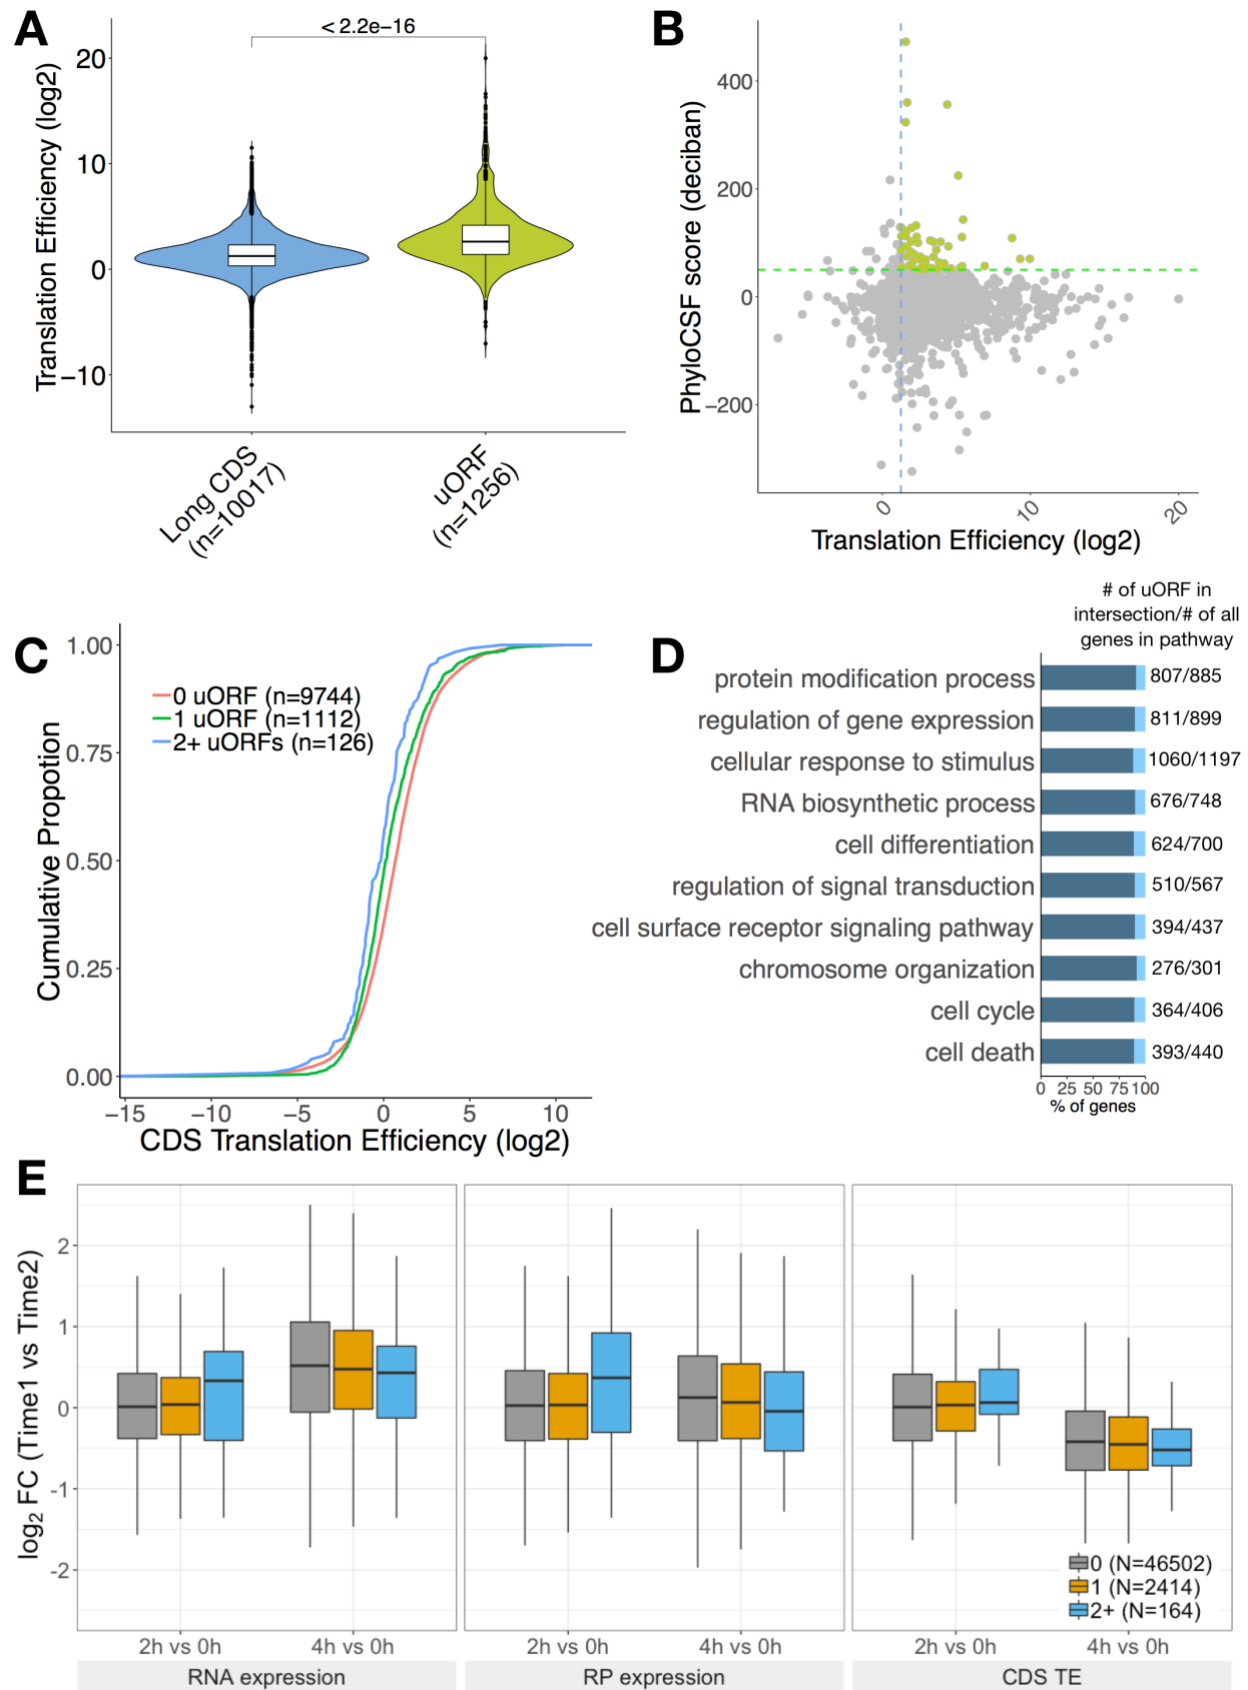 A
< 2.2e−16
Translation Efficiency (log2)
20
10
0
−10
Long CDS
(n=10017)
uORF
(n=1256)
B
PhyloCSF score (deciban)
400
200
0
−200
0
10
20
Translation Efficiency (log2)
C
Cumulative Propotion
1.00
0.75
0.50
0.25
0.00
0 uORF (n=9744)
1 uORF (n=1112)
2+ uORFs (n=126)
−15 −10 −5 0 5 10
CDS Translation Efficiency (log2)
D
# of uORF in
intersection/# of all
genes in pathway
protein modification process 807/885
regulation of gene expression 811/899
cellular response to stimulus 1060/1197
RNA biosynthetic process 676/748
cell differentiation 624/700
regulation of signal transduction 510/567
cell surface receptor signaling pathway 394/437
chromosome organization 276/301
cell cycle 364/406
cell death 393/440
0 25 50 75 100
% of genes
E
log2 FC (Time1 vs Time2)
2
1
0
-1
-2
0 (N=46502)
1 (N=2414)
2+ (N=164)
2h vs 0h 4h vs 0h 2h vs 0h 4h vs 0h 2h vs 0h 4h vs 0h
RNA expression RP expression CDS TE